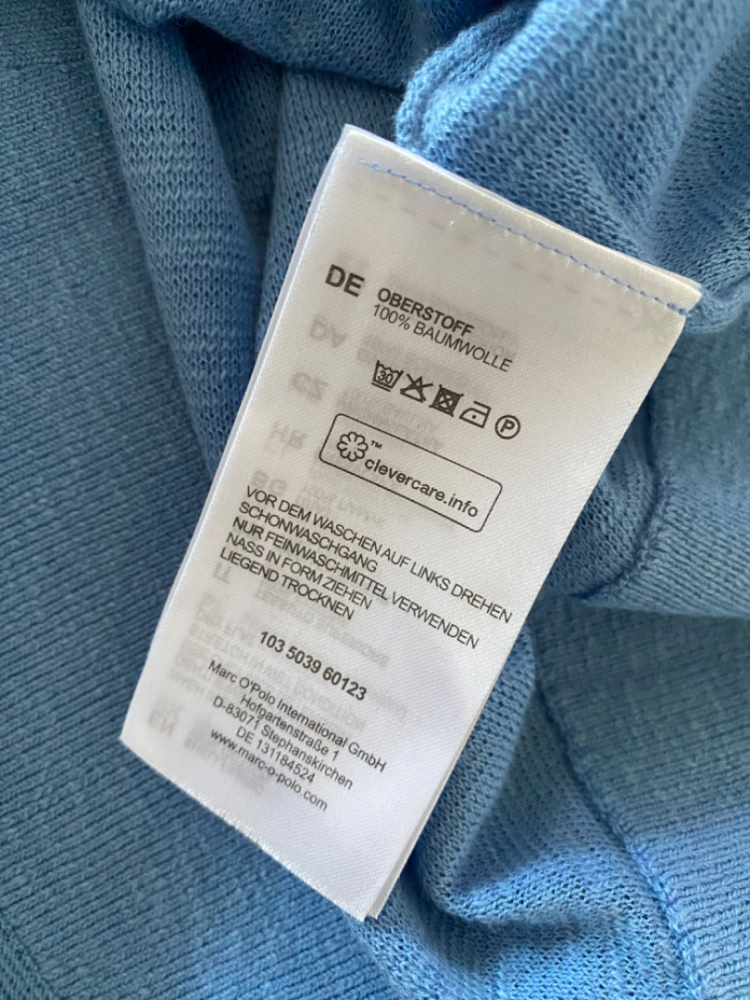 DE OBERSTOFF
100% BAUMWOLLE
30 P
clevercare.info™
VOR DEM WASCHEN AUF LINKS DREHEN
SCHONWASCHGANG
NUR FEINWASCHMITTEL VERWENDEN
NASS IN FORM ZIEHEN
LIEGEND TROCKNEN
103 5039 60123
Marc O'Polo International GmbH
Hofgartenstraße 1
D-83071 Stephanskirchen
DE 131184524
www.marc-o-polo.com